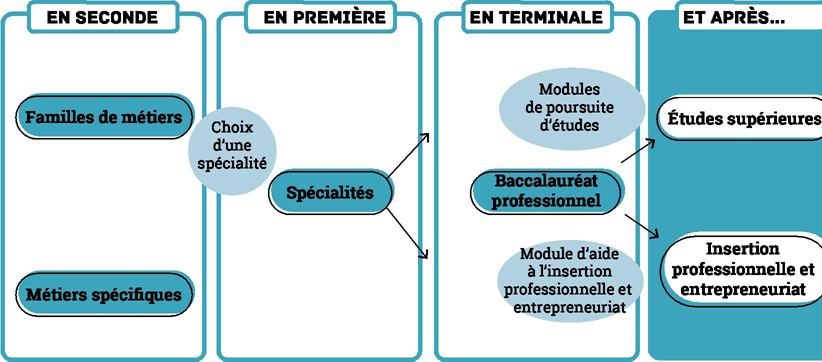 EN SECONDE
EN PREMIÈRE
EN TERMINALE
ET APRÈS...
Familles de métiers
Métiers spécifiques
Choix
d'une
spécialité
Spécialités
Modules
de poursuite
d'études
Baccalauréat
professionnel
Module d'aide
à l'insertion
professionnelle et
entrepreneuriat
Études supérieures
Insertion
professionnelle et
entrepreneuriat